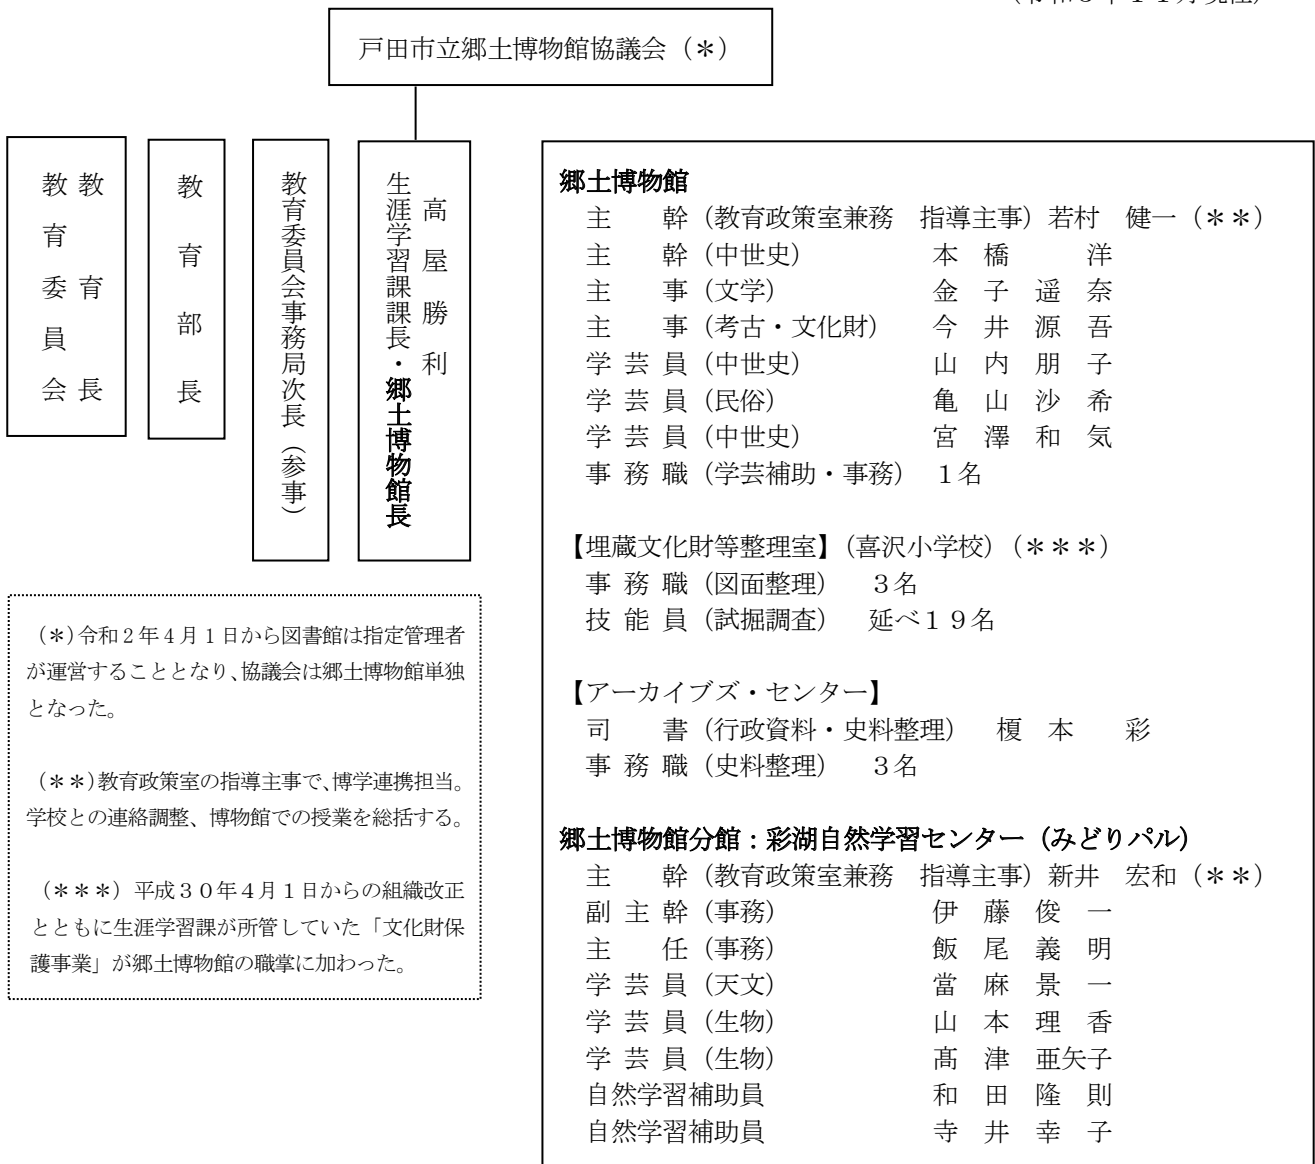 戸田市立郷土博物館協議会（＊）
教育委員会
教育長
教育部長
教育委員会事務局次長（参事）
生涯学習課課長・郷土博物館長
高屋勝利
（＊）令和２年４月１日から図書館は指定管理者
が運営することとなり、協議会は郷土博物館単独
となった。
（＊＊）教育政策室の指導主事で、博学連携担当。
学校との連絡調整、博物館での授業を総括する。
（＊＊＊）平成３０年４月１日からの組織改正
とともに生涯学習課が所管していた「文化財保
護事業」が郷土博物館の職掌に加わった。
郷土博物館
主　　幹（教育政策室兼務　指導主事）若村　健一（＊＊）
主　　幹（中世史）　本橋　洋
主　　事（文学）　金子遥奈
主　　事（考古・文化財）　今井源吾
学芸員（中世史）　山内朋子
学芸員（民俗）　亀山沙希
学芸員（中世史）　宮澤和気
事務職（学芸補助・事務）　１名
【埋蔵文化財等整理室】（喜沢小学校）（＊＊＊）
事務職（図面整理）　３名
技能員（試掘調査）　延べ１９名
【アーカイブズ・センター】
司　　書（行政資料・史料整理）　榎本　彩
事務職（史料整理）　３名
郷土博物館分館：彩湖自然学習センター（みどりパル）
主　　幹（教育政策室兼務　指導主事）新井　宏和（＊＊）
副主幹（事務）　伊藤俊一
主　　任（事務）　飯尾義明
学芸員（天文）　當麻景一
学芸員（生物）　山本理香
学芸員（生物）　髙津亜矢子
自然学習補助員　和田隆則
自然学習補助員　寺井幸子